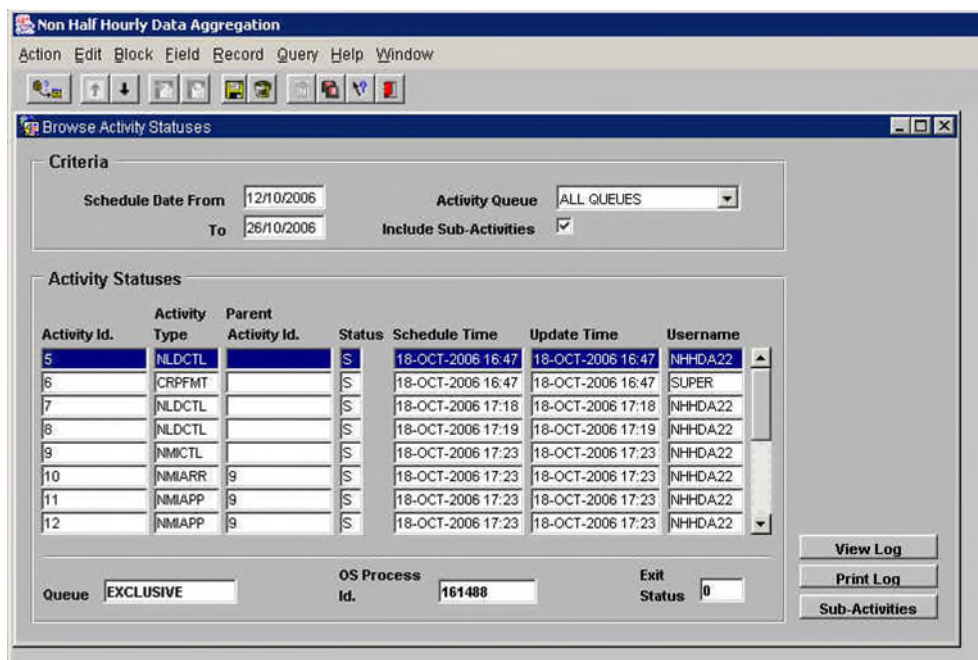 Non Half Hourly Data Aggregation
Action Edit Block Field Record Query Help Window
Browse Activity Statuses
Criteria
Schedule Date From 12/10/2006 Activity Queue ALL QUEUES
To 26/10/2006 Include Sub-Activities
Activity Statuses
Activity Parent
Activity Id. Type Activity Id. Status Schedule Time Update Time Username
5 NLDCTL S 18-OCT-2006 16:47 18-OCT-2006 16:47 NHHDA22
6 CRPFMT S 18-OCT-2006 16:47 18-OCT-2006 16:47 SUPER
7 NLDCTL S 18-OCT-2006 17:18 18-OCT-2006 17:18 NHHDA22
8 NLDCTL S 18-OCT-2006 17:19 18-OCT-2006 17:19 NHHDA22
9 NMICTL S 18-OCT-2006 17:23 18-OCT-2006 17:23 NHHDA22
10 NMIARR 9 S 18-OCT-2006 17:23 18-OCT-2006 17:23 NHHDA22
11 NMIAPP 9 S 18-OCT-2006 17:23 18-OCT-2006 17:23 NHHDA22
12 NMIAPP 9 S 18-OCT-2006 17:23 18-OCT-2006 17:23 NHHDA22
View Log
OS Process Exit
Queue EXCLUSIVE Id. 161488 Status 0
Print Log
Sub-Activities